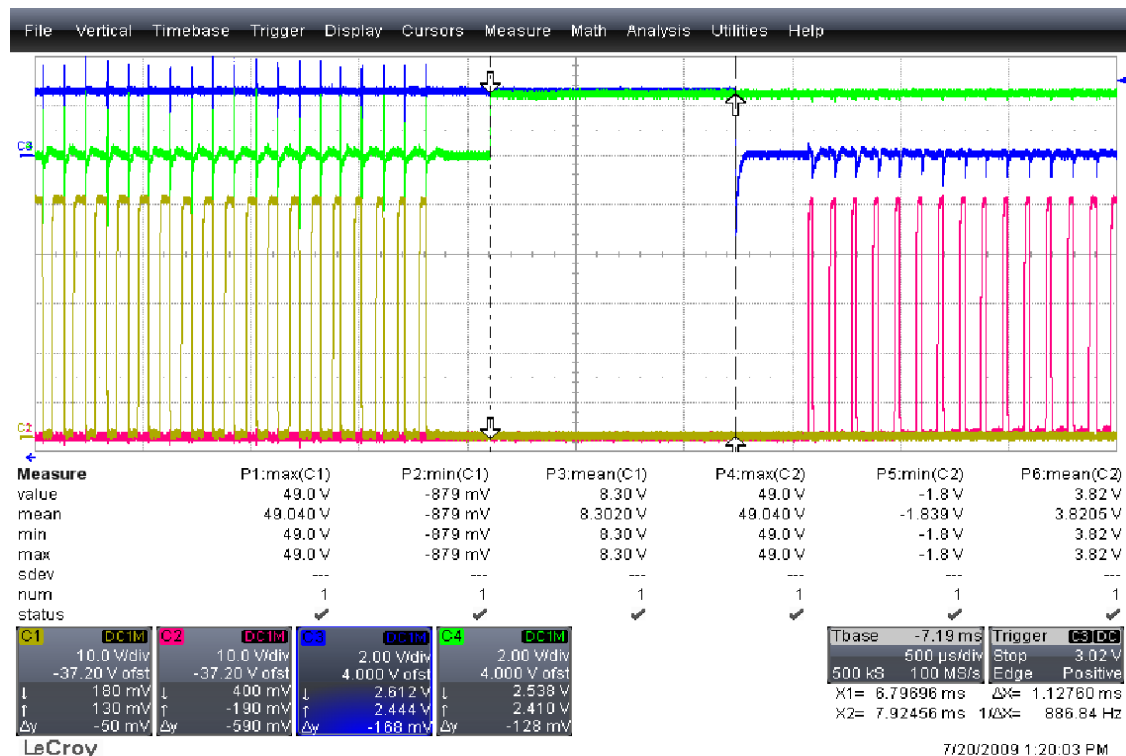 File Vertical Timebase Trigger Display Cursors Measure Math Analysis Utilities Help
C2
Measure P1:max(C1) P2:min(C1) P3:mean(C1) P4:max(C2) P5:min(C2) P6:mean(C2)
value 49.0 V -879 mV 8.30 V 49.0 V -1.8 V 3.82 V
mean 49.040 V -879 mV 8.3020 V 49.040 V -1.839 V 3.8205 V
min 49.0 V -879 mV 8.30 V 49.0 V -1.8 V 3.82 V
max 49.0 V -879 mV 8.30 V 49.0 V -1.8 V 3.82 V
sdev --- --- --- --- --- ---
num 1 1 1 1 1 1
status ✓ ✓ ✓ ✓ ✓ ✓
C1 DC1M C2 DC1M C3 DC1M C4 DC1M Tbase -7.19 ms Trigger C3 DC
10.0 V/div 10.0 V/div 2.00 V/div 2.00 V/div 500 µs/div Stop 3.02 V
-37.20 V ofst -37.20 V ofst 4.000 V ofst 4.000 V ofst 500 kS 100 MS/s Edge Positive
↓ 180 mV ↓ 400 mV ↓ 2.612 V ↓ 2.538 V X1= 6.79696 ms ΔX= 1.12760 ms
↑ 130 mV ↑ -190 mV ↑ 2.444 V ↑ 2.410 V X2= 7.92456 ms 1/ΔX= 886.84 Hz
Δy -50 mV Δy -590 mV Δy -168 mV Δy -128 mV
LeCroy 7/20/2009 1:20:03 PM